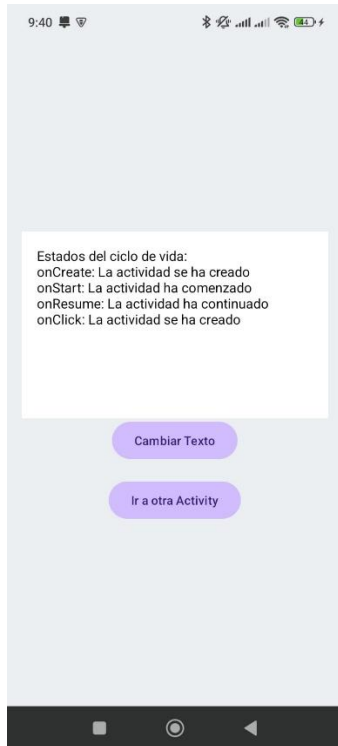 9:40
Estados del ciclo de vida:
onCreate: La actividad se ha creado
onStart: La actividad ha comenzado
onResume: La actividad ha continuado
onClick: La actividad se ha creado
Cambiar Texto
Ir a otra Activity